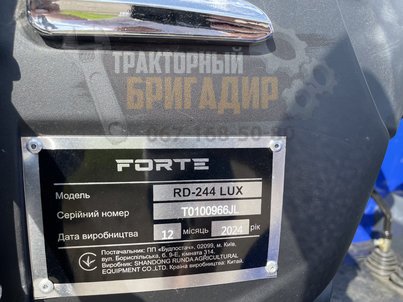 ТРАКТОРНЫЙ
БРИГАДИР
FORTE
Модель RD-244 LUX
Серійний номер T0100966JL
Дата виробництва 12 місяць 2024 рік
Постачальник: ПП «Будпостач», 02099, м. Київ,
вул. Бориспільська, б. 9-Е, кімната 314.
Виробник: SHANDONG RUNDA AGRICULTURAL
EQUIPMENT CO.,LTD. Країна виробництва: Китай.